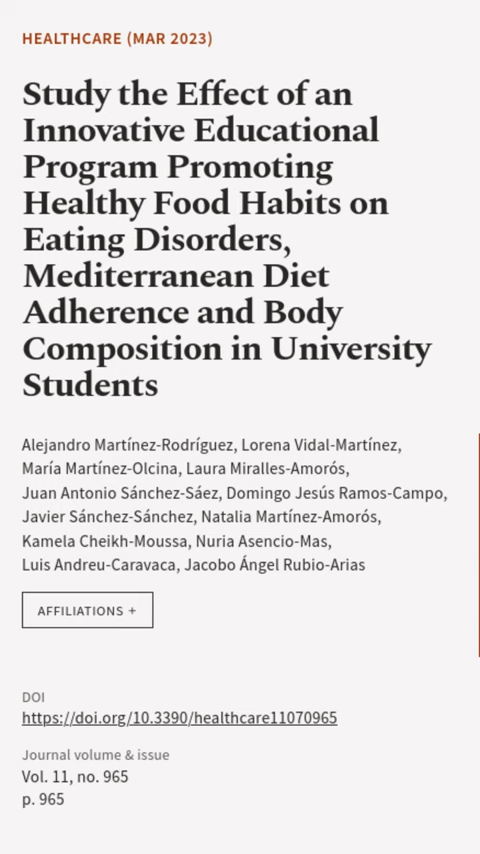 HEALTHCARE (MAR 2023)
Study the Effect of an
Innovative Educational
Program Promoting
Healthy Food Habits on
Eating Disorders,
Mediterranean Diet
Adherence and Body
Composition in University
Students
Alejandro Martínez-Rodríguez, Lorena Vidal-Martínez,
María Martínez-Olcina, Laura Miralles-Amorós,
Juan Antonio Sánchez-Sáez, Domingo Jesús Ramos-Campo,
Javier Sánchez-Sánchez, Natalia Martínez-Amorós,
Kamela Cheikh-Moussa, Nuria Asencio-Mas,
Luis Andreu-Caravaca, Jacobo Ángel Rubio-Arias
AFFILIATIONS +
DOI
https://doi.org/10.3390/healthcare11070965
Journal volume & issue
Vol. 11, no. 965
p. 965